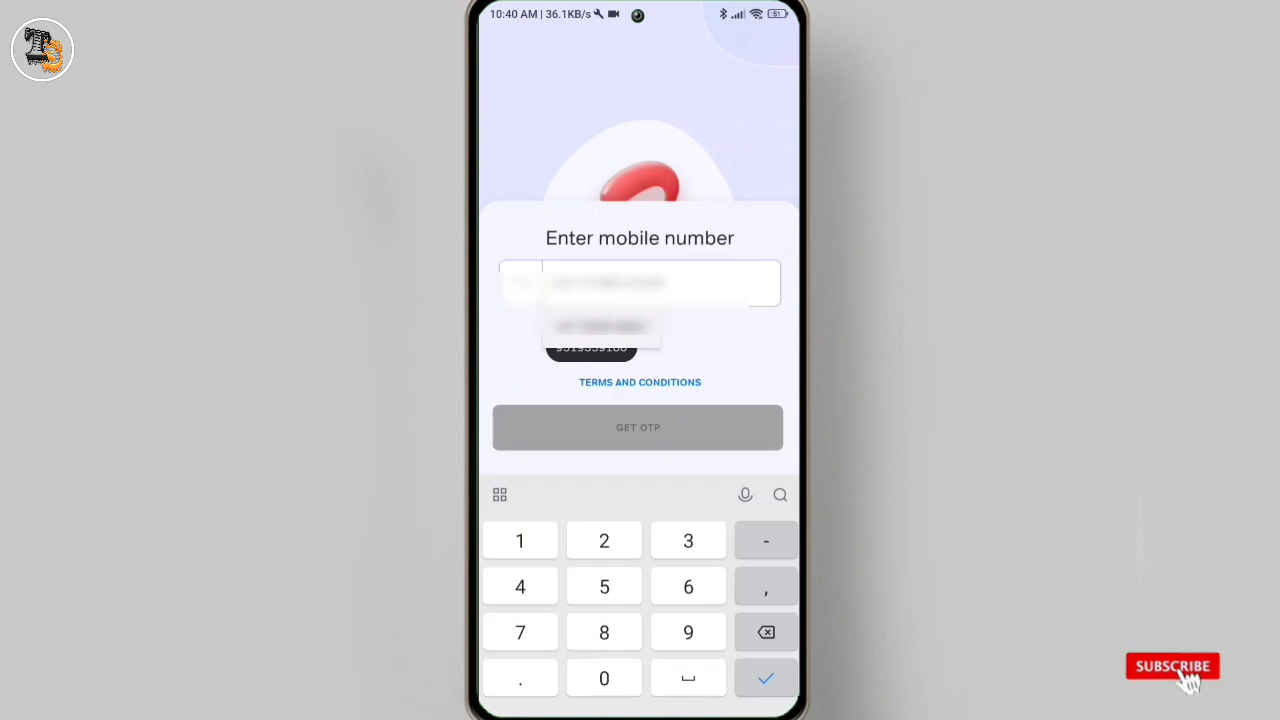 10:40 AM | 36.1KB/s
51
Enter mobile number
TERMS AND CONDITIONS
GET OTP
1 2 3 -
4 5 6 ,
7 8 9
. 0
SUBSCRIBE